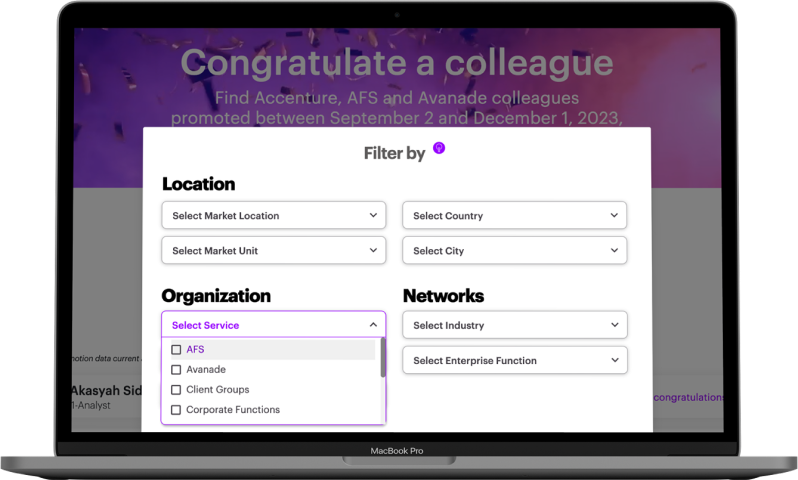 Congratulate a colleague
Find Accenture, AFS and Avanade colleagues
promoted between September 2 and December 1, 2023,
Filter by
Location
Select Market Location
Select Country
Select Market Unit
Select City
Organization
Networks
Select Service
Select Industry
AFS
Avanade
Client Groups
Corporate Functions
Select Enterprise Function
motion data current
Akasyah Sid
1-Analyst
congratulations
MacBook Pro